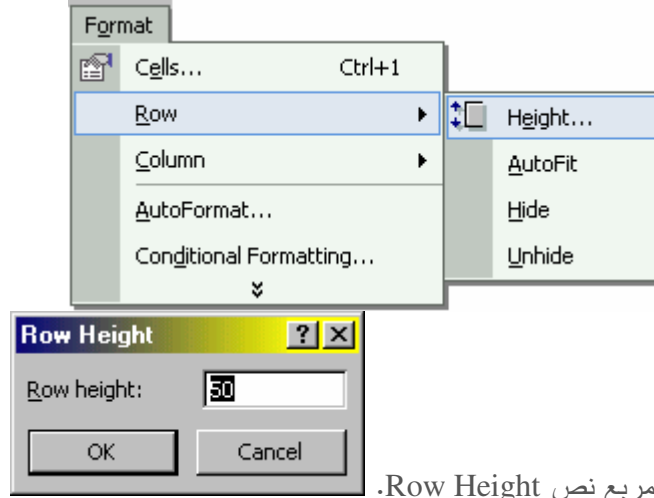 Format
Cells... Ctrl+1
Row
Height...
Column
AutoFit
AutoFormat...
Hide
Conditional Formatting...
Unhide
Row Height
Row height: 50
OK Cancel
مربع نص Row Height.